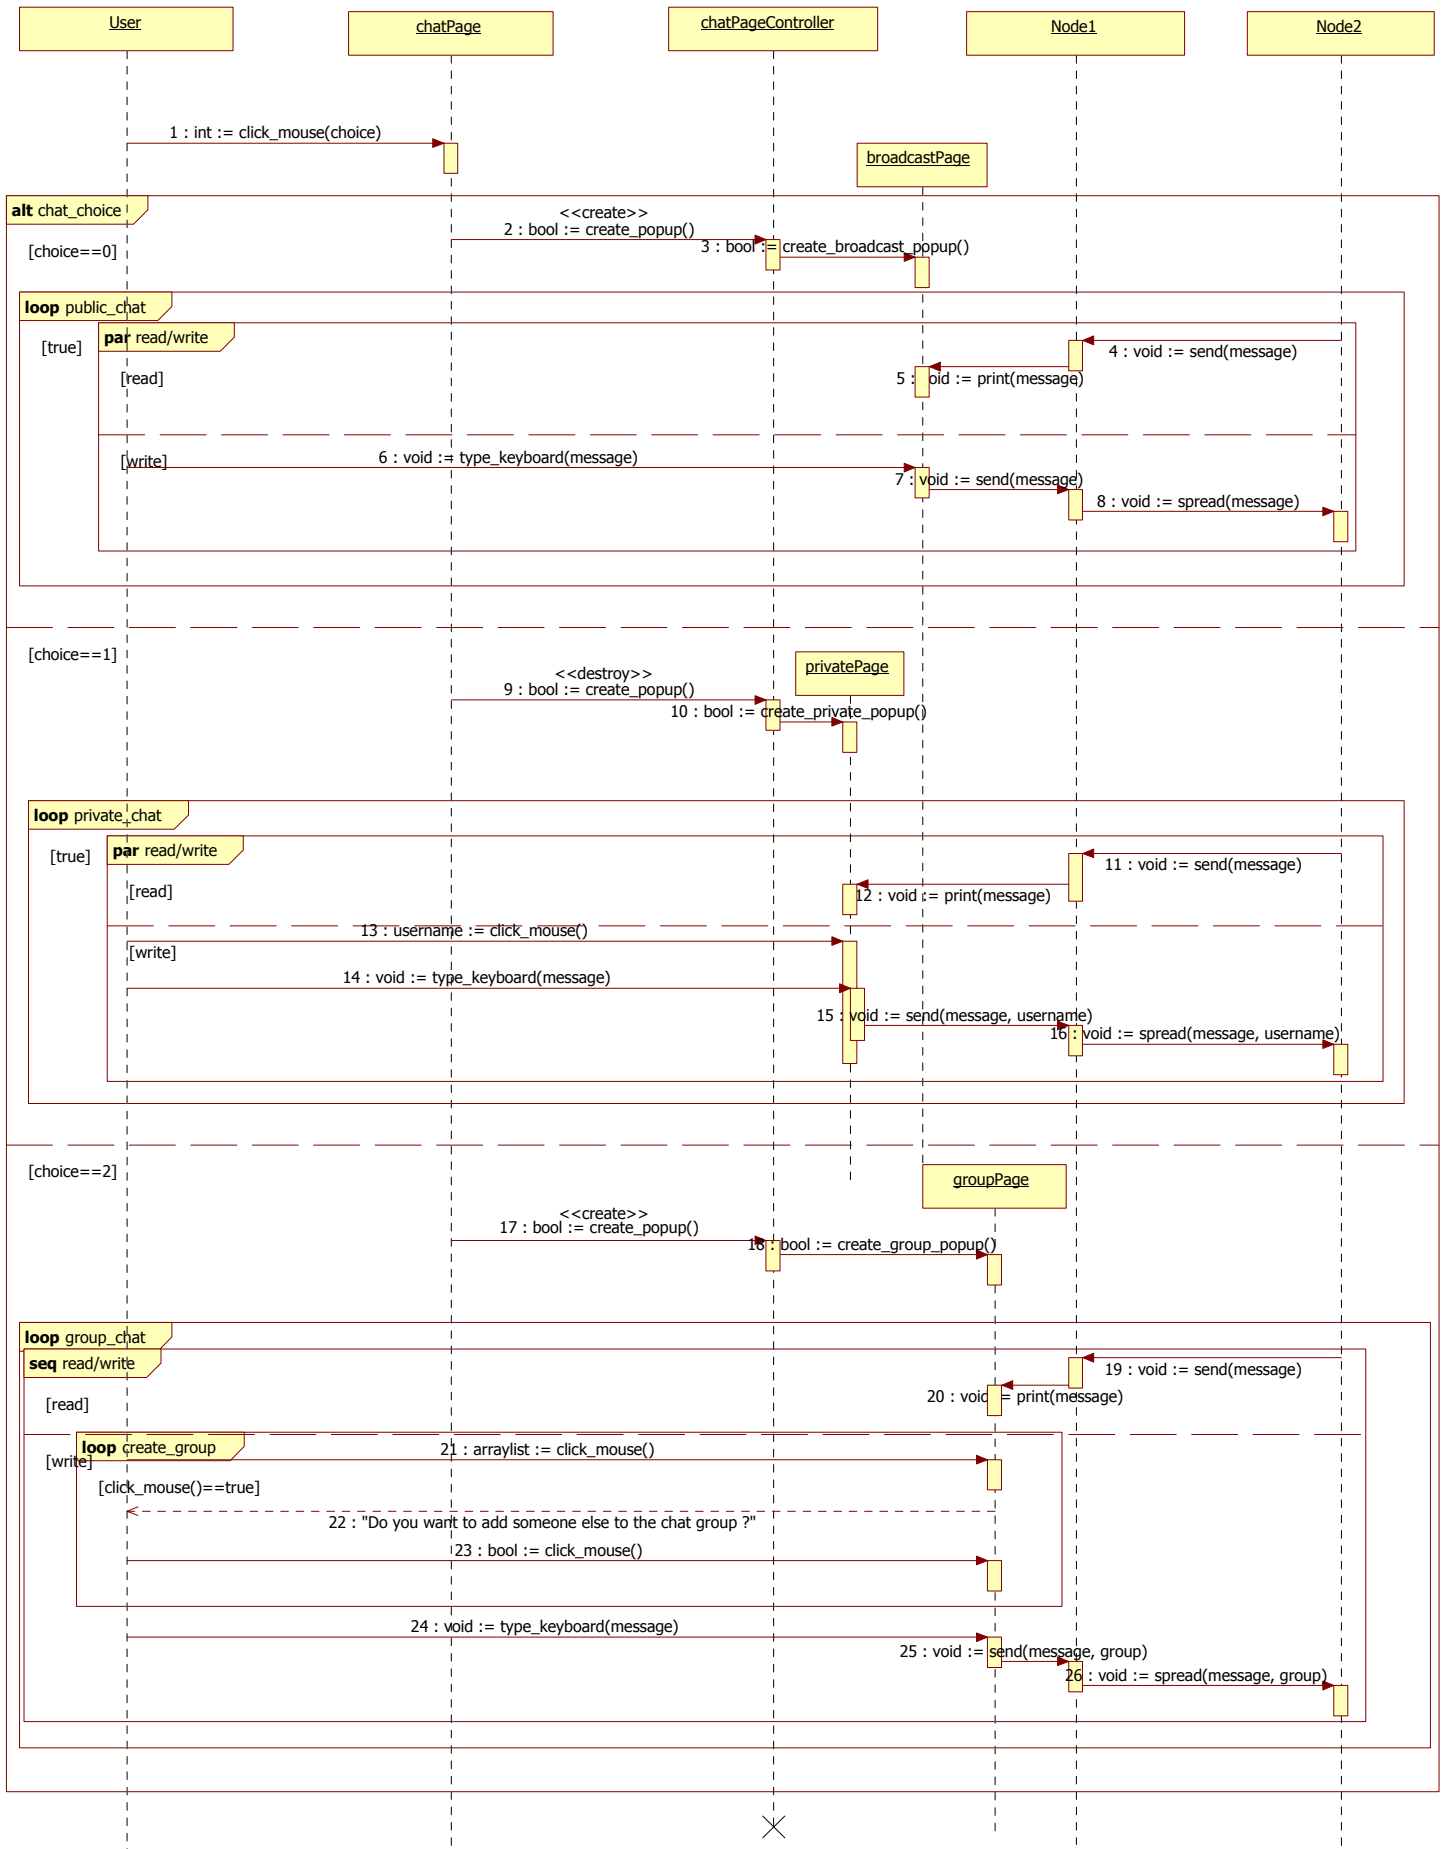 User
chatPage
chatPageController
Node1
Node2
1 : int := click_mouse(choice)
broadcastPage
alt chat_choice
<<create>>
2 : bool := create_popup()
[choice==0]
3 : bool := create_broadcast_popup()
loop public_chat
par read/write
[true]
4 : void := send(message)
[read]
5 : void := print(message)
[write]
6 : void := type_keyboard(message)
7 : void := send(message)
8 : void := spread(message)
[choice==1]
privatePage
<<destroy>>
9 : bool := create_popup()
10 : bool := create_private_popup()
loop private_chat
par read/write
[true]
11 : void := send(message)
[read]
12 : void := print(message)
13 : username := click_mouse()
[write]
14 : void := type_keyboard(message)
15 : void := send(message, username)
16 : void := spread(message, username)
[choice==2]
groupPage
<<create>>
17 : bool := create_popup()
18 : bool := create_group_popup()
loop group_chat
seq read/write
19 : void := send(message)
[read]
20 : void := print(message)
loop create_group
21 : arraylist := click_mouse()
[write]
[click_mouse()==true]
22 : "Do you want to add someone else to the chat group ?"
23 : bool := click_mouse()
24 : void := type_keyboard(message)
25 : void := send(message, group)
26 : void := spread(message, group)